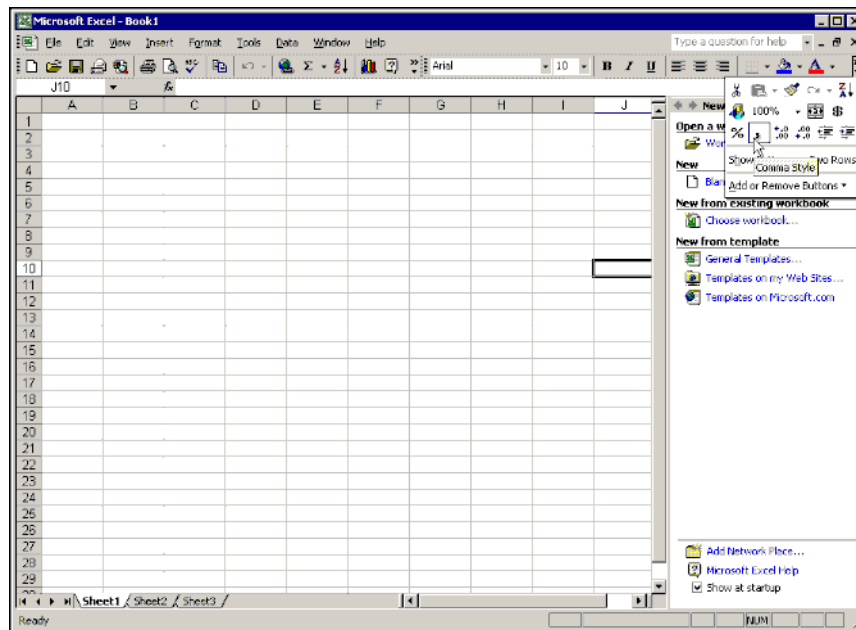 Microsoft Excel - Book1
File Edit View Insert Format Tools Data Window Help Type a question for help
Arial 10 B I U
J10 fx
A B C D E F G H I J
New
100%
Open a w
Wor
% ,
Show Two Rows
Comma Style
New
Blan
Add or Remove Buttons
New from existing workbook
Choose workbook...
New from template
General Templates...
Templates on my Web Sites...
Templates on Microsoft.com
1
2
3
4
5
6
7
8
9
10
11
12
13
14
15
16
17
18
19
20
21
22
23
24
25
26
27
28
29
Add Network Place...
Microsoft Excel Help
Show at startup
Sheet1 Sheet2 Sheet3
Ready NUM